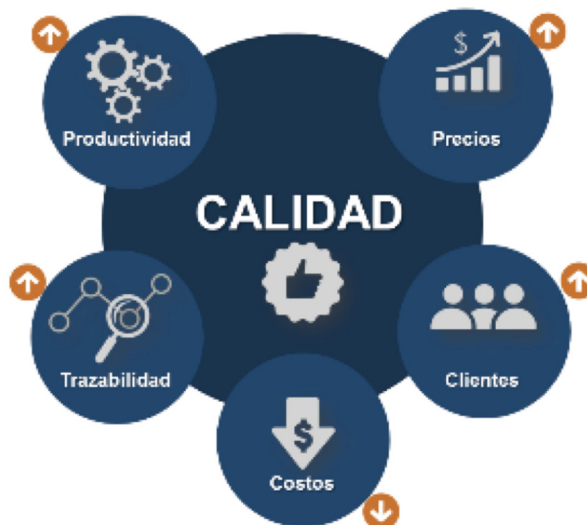 Productividad
$
Precios
CALIDAD
Trazabilidad
Clientes
$
Costos